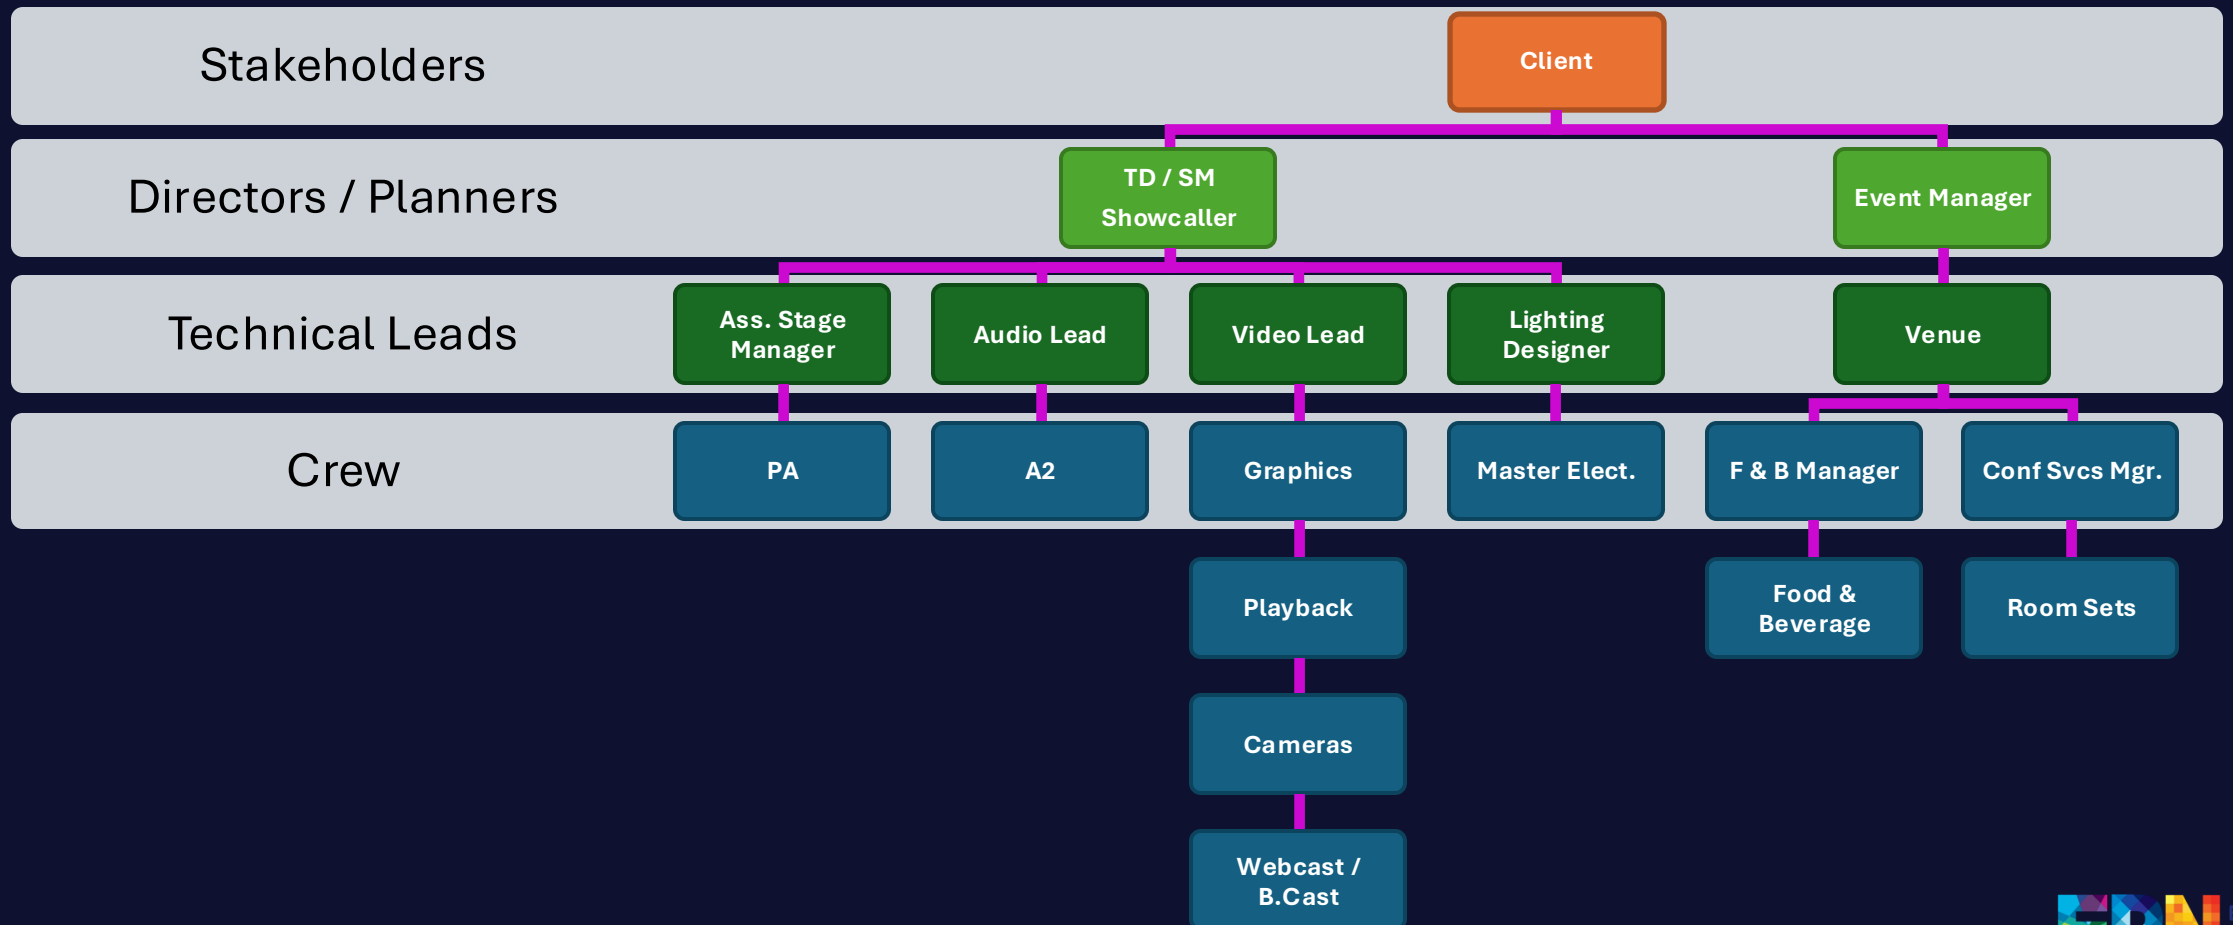 Stakeholders
Client
Directors / Planners
TD / SM
Showcaller
Event Manager
Technical Leads
Ass. Stage
Manager
Audio Lead
Video Lead
Lighting
Designer
Venue
Crew
PA
A2
Graphics
Master Elect.
F & B Manager
Conf Svcs Mgr.
Playback
Food &
Beverage
Room Sets
Cameras
Webcast /
B.Cast